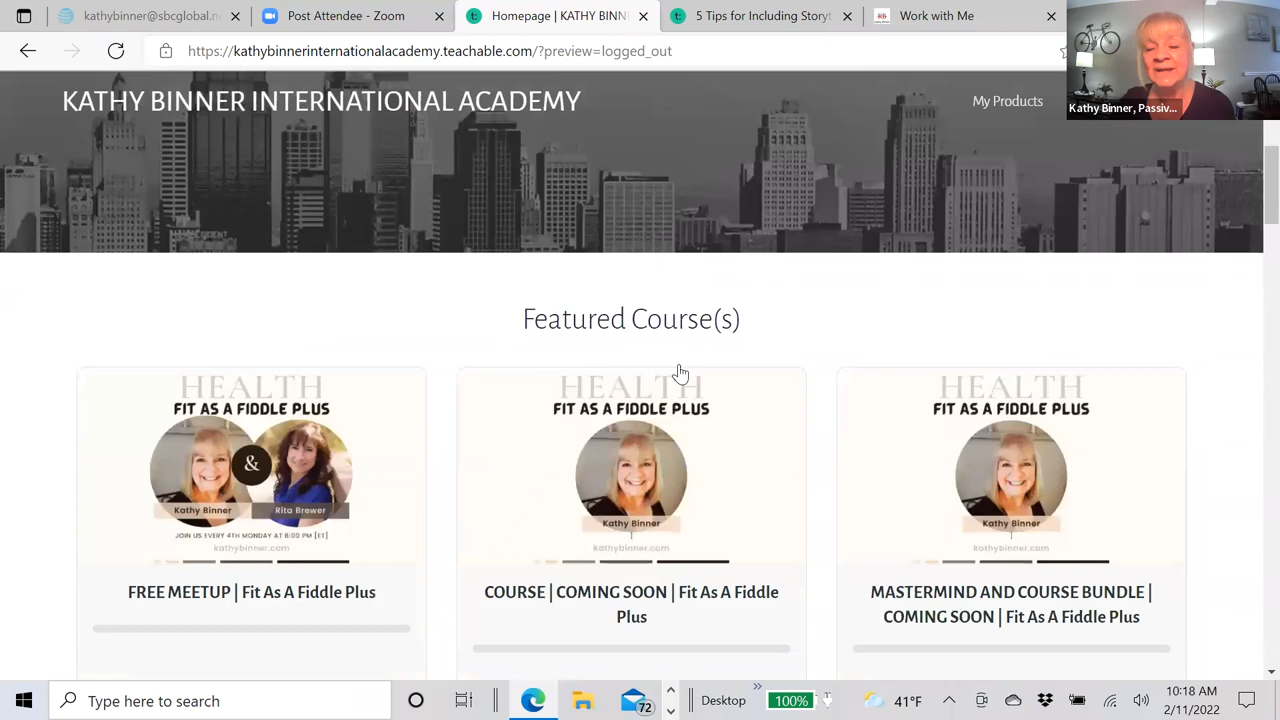 kathybinner@sbcglobal.n
Post Attendee - Zoom
Homepage | KATHY BINN
5 Tips for Including Storyt
Work with Me
https://kathybinnerinternationalacademy.teachable.com/?preview=logged_out
Kathy Binner, Passiv...
KATHY BINNER INTERNATIONAL ACADEMY
My Products
Featured Course(s)
HEALTH
FIT AS A FIDDLE PLUS
&
Kathy Binner
Rita Brewer
JOIN US EVERY 4TH MONDAY AT 8:00 PM [ET]
kathybinner.com
FREE MEETUP | Fit As A Fiddle Plus
HEALTH
FIT AS A FIDDLE PLUS
Kathy Binner
kathybinner.com
COURSE | COMING SOON | Fit As A Fiddle
Plus
HEALTH
FIT AS A FIDDLE PLUS
Kathy Binner
kathybinner.com
MASTERMIND AND COURSE BUNDLE |
COMING SOON | Fit As A Fiddle Plus
Type here to search
72
Desktop
100%
41°F
10:18 AM
2/11/2022